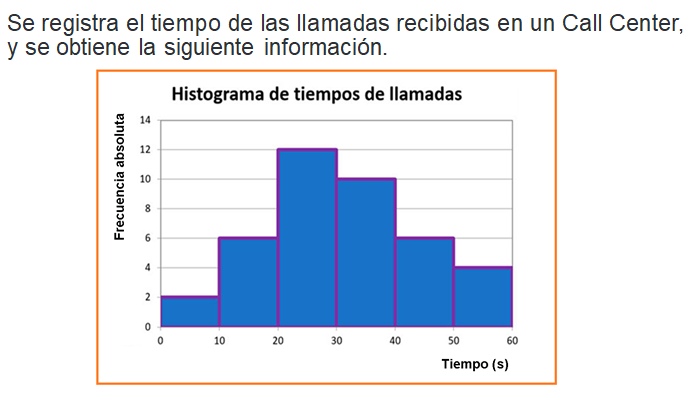 Se registra el tiempo de las llamadas recibidas en un Call Center,
y se obtiene la siguiente información.
Histograma de tiempos de llamadas
Frecuencia absoluta
14
12
10
8
6
4
2
0
0 10 20 30 40 50 60
Tiempo (s)